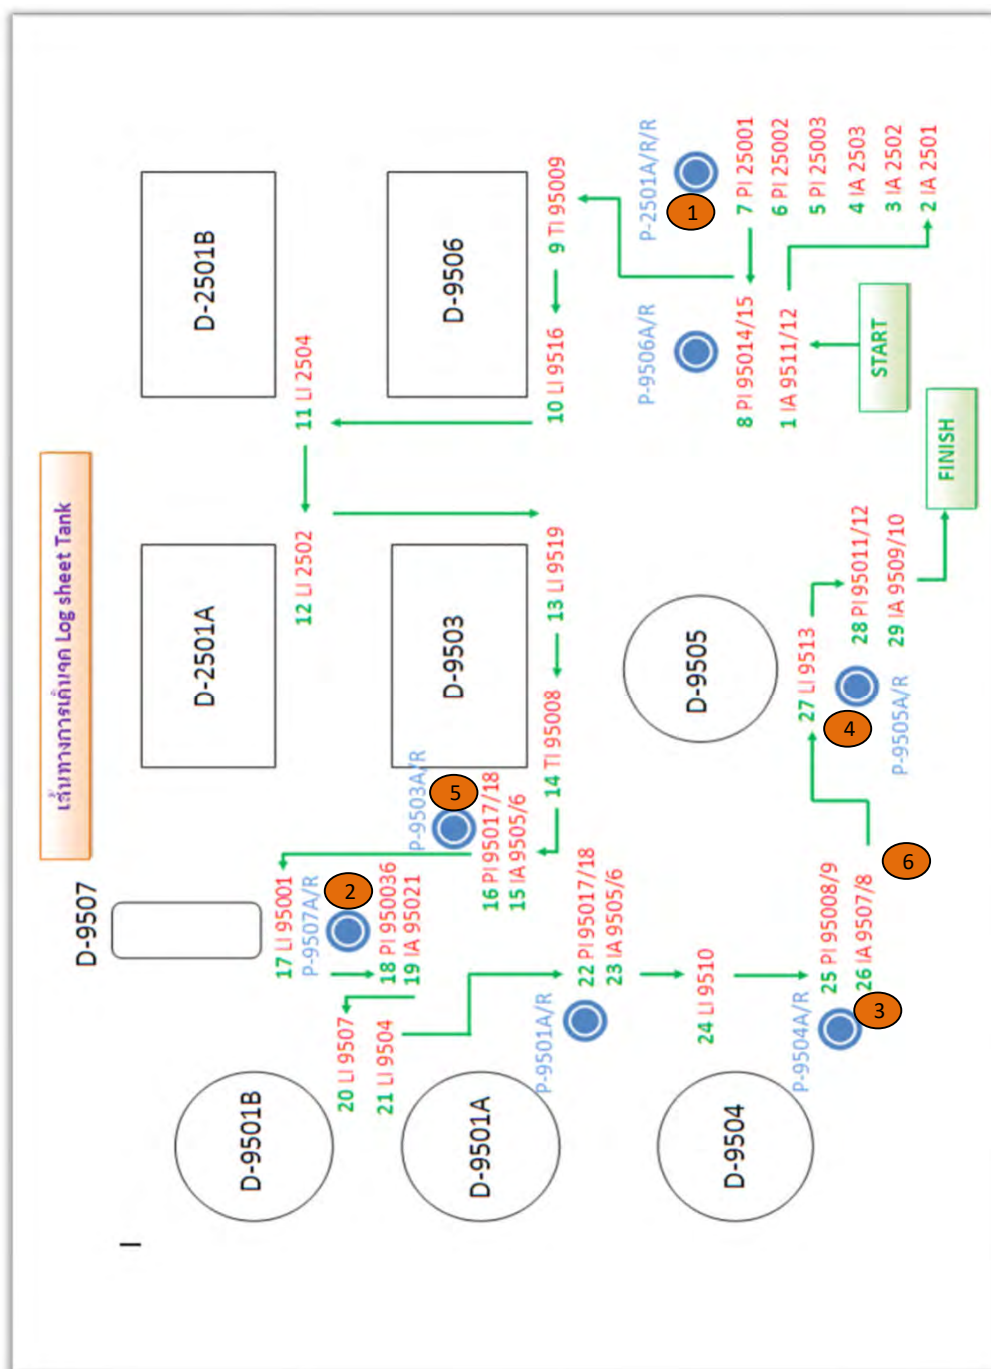 เส้นทางการเก็บจด Log sheet Tank
D-9507
D-2501A
D-2501B
D-9503
D-9506
D-9501B
D-9501A
D-9504
D-9505
START
1 IA 9511/12
2 IA 2501
3 IA 2502
4 IA 2503
5 PI 25003
6 PI 25002
7 PI 25001
P-2501A/R/R
1
P-9506A/R
8 PI 95014/15
9 TI 95009
10 LI 9516
11 LI 2504
12 LI 2502
13 LI 9519
14 TI 95008
15 IA 9505/6
16 PI 95017/18
P-9503A/R
5
17 LI 95001
P-9507A/R
2
18 PI 950036
19 IA 95021
20 LI 9507
21 LI 9504
P-9501A/R
22 PI 95017/18
23 IA 9505/6
24 LI 9510
P-9504A/R
25 PI 95008/9
26 IA 9507/8
3
6
27 LI 9513
4
P-9505A/R
28 PI 95011/12
29 IA 9509/10
FINISH